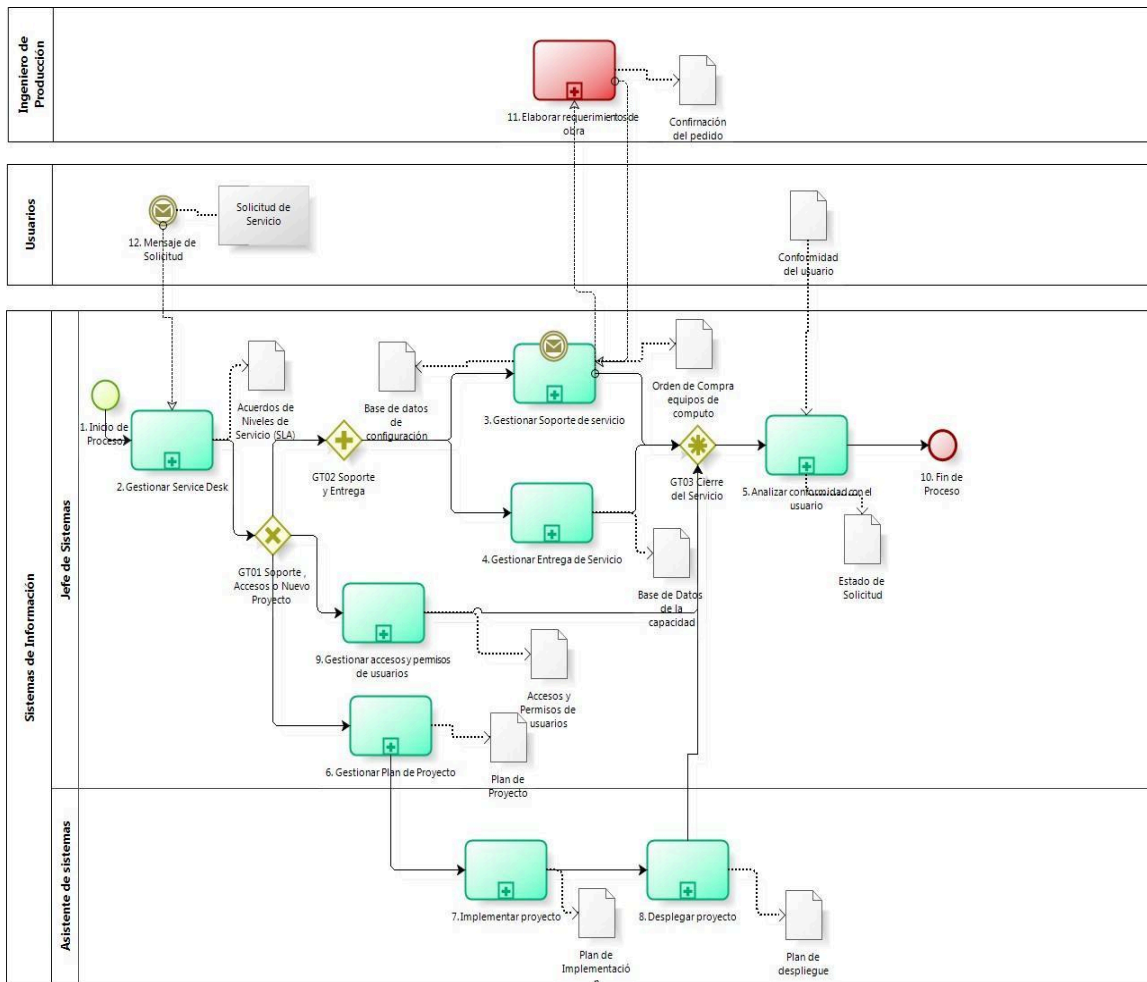 Ingeniero de
Producción
11. Elaborar requerimientos de
obra
Confirnación
del pedido
Usuarios
12. Mensaje de
Solicitud
Solicitud de
Servicio
Conformidad
del usuario
Sistemas de Información
Jefe de Sistemas
1. Inicio de
Proceso
2. Gestionar Service Desk
Acuerdos de
Niveles de
Servicio (SLA)
GT01 Soporte ,
Accesos o Nuevo
Proyecto
GT02 Soporte
y Entrega
Base de datos
de
configuración
3. Gestionar Soporte de servicio
Orden de Compra
equipos de
computo
4. Gestionar Entrega de Servicio
Base de Datos
de la
capacidad
GT03 Cierre
del Servicio
5. Analizar conformidad con el
usuario
Estado de
Solicitud
10. Fin de
Proceso
9. Gestionar accesos y permisos
de usuarios
Accesos y
Permisos de
usuarios
6. Gestionar Plan de Proyecto
Plan de
Proyecto
Asistente de sistemas
7. Implementar proyecto
Plan de
Implementació
8. Desplegar proyecto
Plan de
despliegue